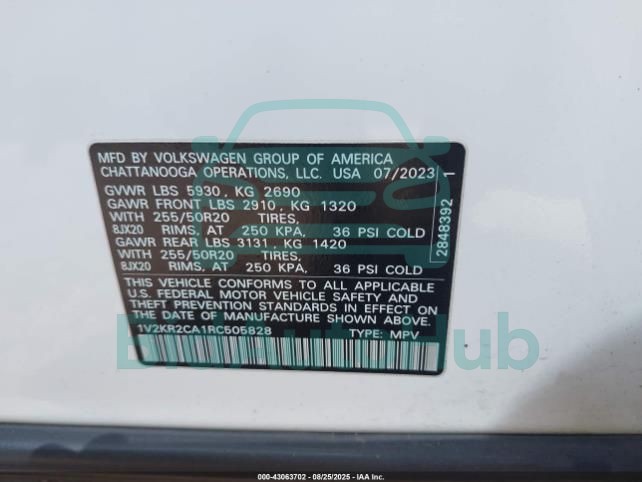 MFD BY VOLKSWAGEN GROUP OF AMERICA
CHATTANOOGA OPERATIONS, LLC. USA 07/2023
GVWR LBS 5930, KG 2690
GAWR FRONT LBS 2910, KG 1320
WITH 255/50R20 TIRES,
8JX20 RIMS, AT 250 KPA, 36 PSI COLD
GAWR REAR LBS 3131, KG 1420
WITH 255/50R20 TIRES,
8JX20 RIMS, AT 250 KPA, 36 PSI COLD
THIS VEHICLE CONFORMS TO ALL APPLICABLE
U.S. FEDERAL MOTOR VEHICLE SAFETY AND
THEFT PREVENTION STANDARDS IN EFFECT
ON THE DATE OF MANUFACTURE SHOWN ABOVE
1V2KR2CA1RC505828 TYPE: MPV
2848392 1
BidAutoHub
000-43063702 - 08/25/2025 - IAA Inc.